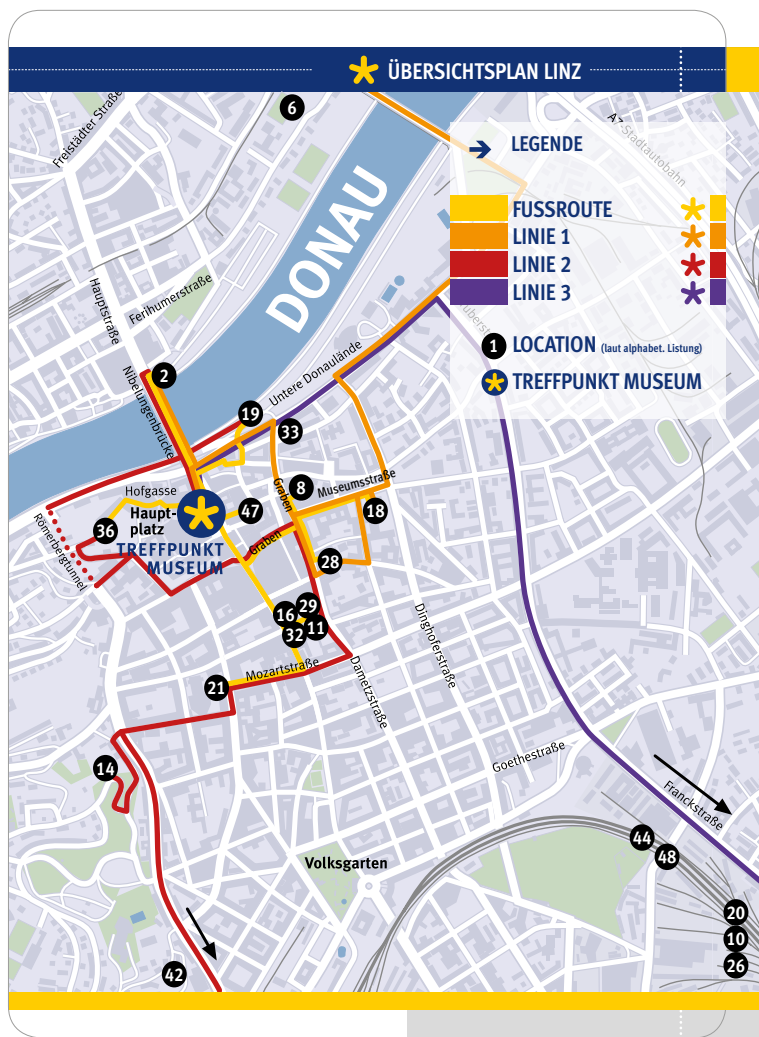 ÜBERSICHTSPLAN LINZ
6
Freistädter Straße
A7-Stadtautobahn
LEGENDE
DONAU
FUSSROUTE
LINIE 1
LINIE 2
LINIE 3
Hauptstraße
Ferihumerstraße
1 LOCATION (laut alphabet. Listung)
TREFFPUNKT MUSEUM
2
Nibelungenbrücke
Untere Donaulände
19
33
Graben
8
Museumsstraße
Hofgasse
18
47
Haupt-
platz
36
TREFFPUNKT
MUSEUM
Graben
28
Römerbergtunnel
29
16
11
32
Dinghoferstraße
Mozartstraße
21
Dametzstraße
14
Goethestraße
Franckstraße
44
48
Volksgarten
20
10
26
42